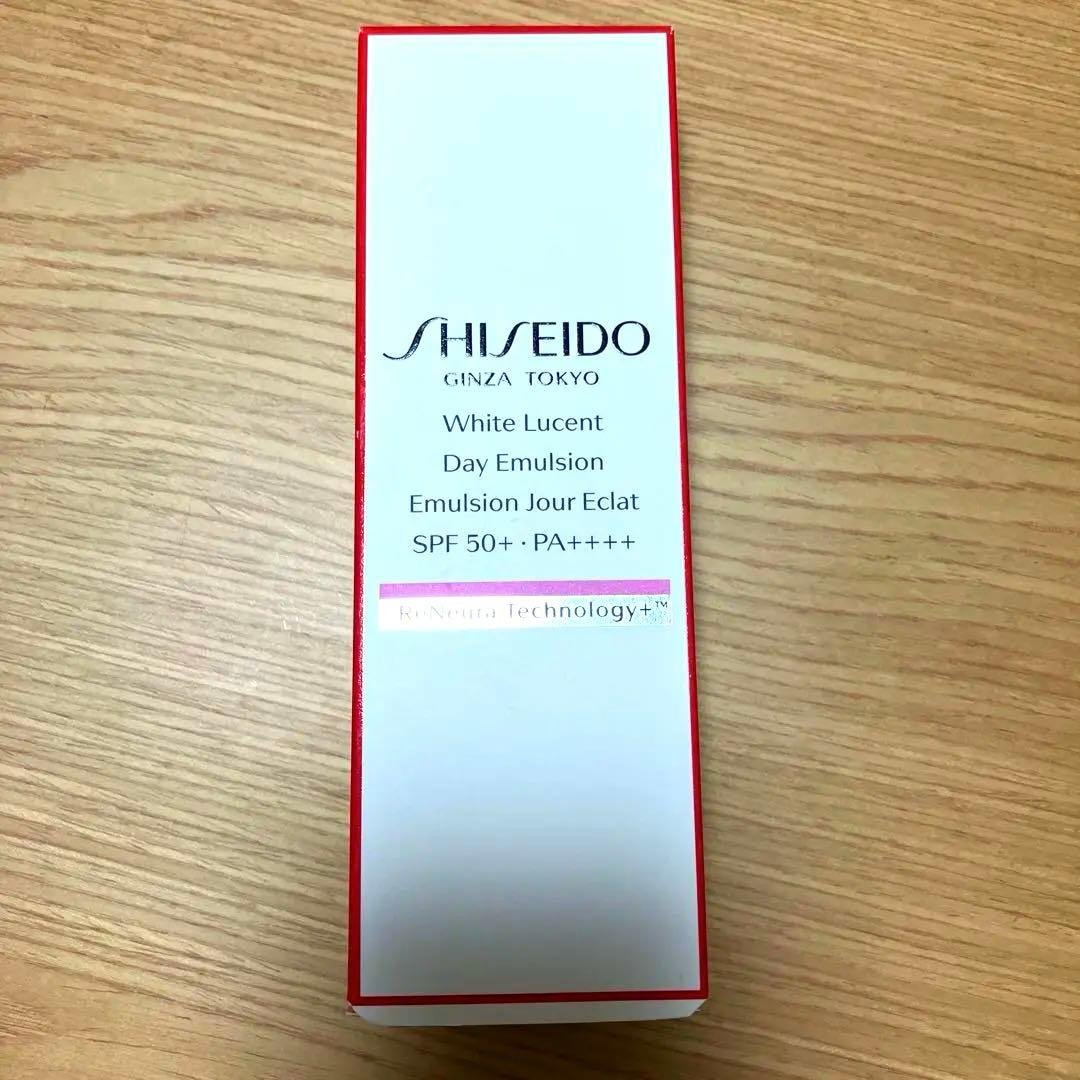 SHISEIDO
GINZA TOKYO
White Lucent
Day Emulsion
Emulsion Jour Eclat
SPF 50+・PA++++
ReNeura Technology+™